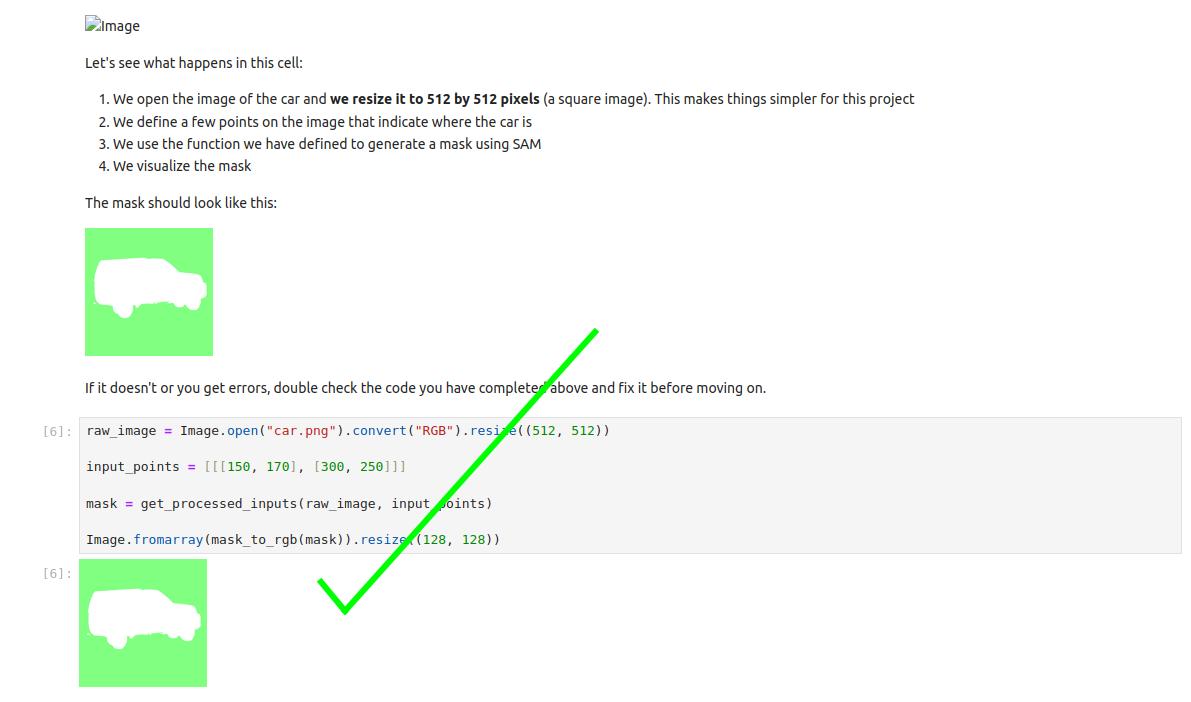 Image
Let's see what happens in this cell:
1. We open the image of the car and we resize it to 512 by 512 pixels (a square image). This makes things simpler for this project
2. We define a few points on the image that indicate where the car is
3. We use the function we have defined to generate a mask using SAM
4. We visualize the mask
The mask should look like this:
If it doesn't or you get errors, double check the code you have completed above and fix it before moving on.
[6]: raw_image = Image.open("car.png").convert("RGB").resize((512, 512))
input_points = [[[150, 170], [300, 250]]]
mask = get_processed_inputs(raw_image, input_points)
Image.fromarray(mask_to_rgb(mask)).resize((128, 128))
[6]: